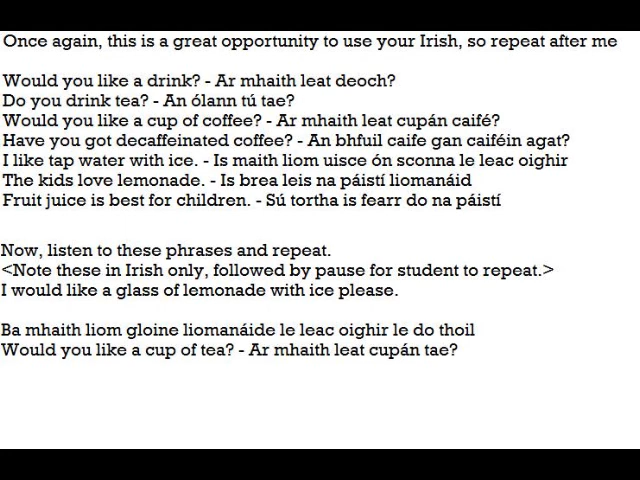 Once again, this is a great opportunity to use your Irish, so repeat after me
Would you like a drink? - Ar mhaith leat deoch?
Do you drink tea? - An ólann tú tae?
Would you like a cup of coffee? - Ar mhaith leat cupán caifé?
Have you got decaffeinated coffee? - An bhfuil caife gan caiféin agat?
I like tap water with ice. - Is maith liom uisce ón sconna le leac oighir
The kids love lemonade. - Is brea leis na páistí liomanáid
Fruit juice is best for children. - Sú tortha is fearr do na páistí
Now, listen to these phrases and repeat.
<Note these in Irish only, followed by pause for student to repeat.>
I would like a glass of lemonade with ice please.
Ba mhaith liom gloine liomanáide le leac oighir le do thoil
Would you like a cup of tea? - Ar mhaith leat cupán tae?